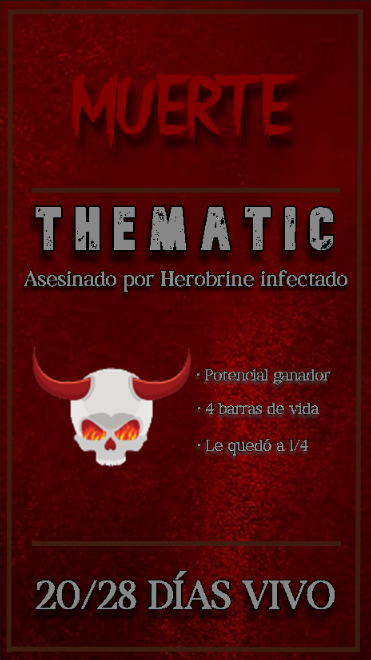 MUERTE
THEMATIC
Asesinado por Herobrine infectado
· Potencial ganador
· 4 barras de vida
· Le quedó a 1/4
20/28 DÍAS VIVO